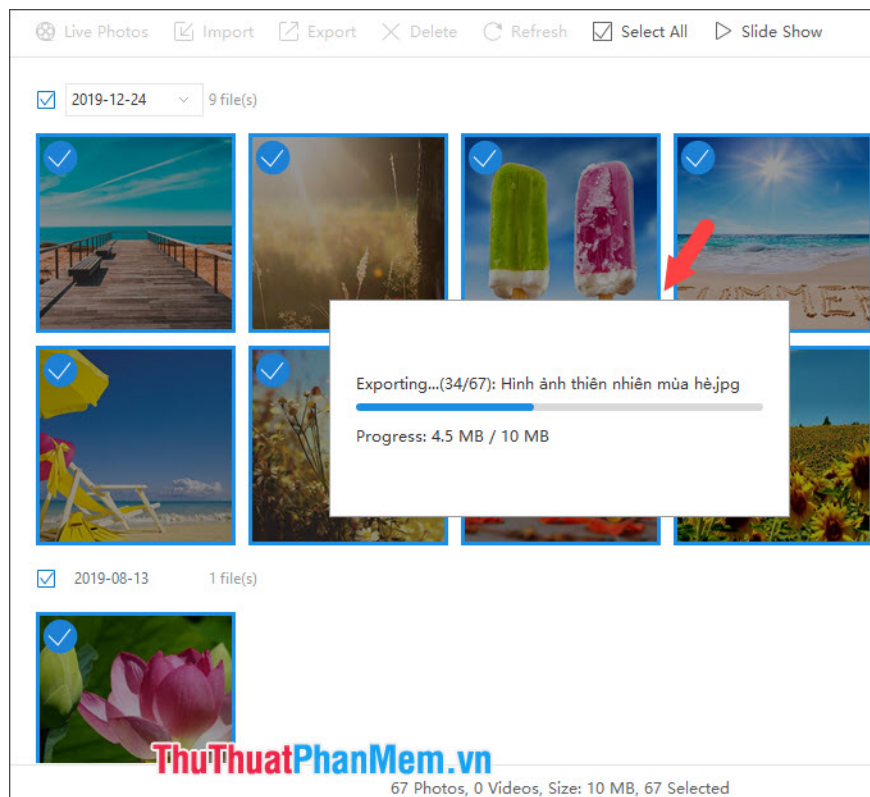 Live Photos Import Export Delete Refresh Select All Slide Show
2019-12-24 9 file(s)
SUMMER
Exporting...(34/67): Hình ảnh thiên nhiên mùa hè.jpg
Progress: 4.5 MB / 10 MB
2019-08-13 1 file(s)
ThuThuatPhanMem.vn
67 Photos, 0 Videos, Size: 10 MB, 67 Selected